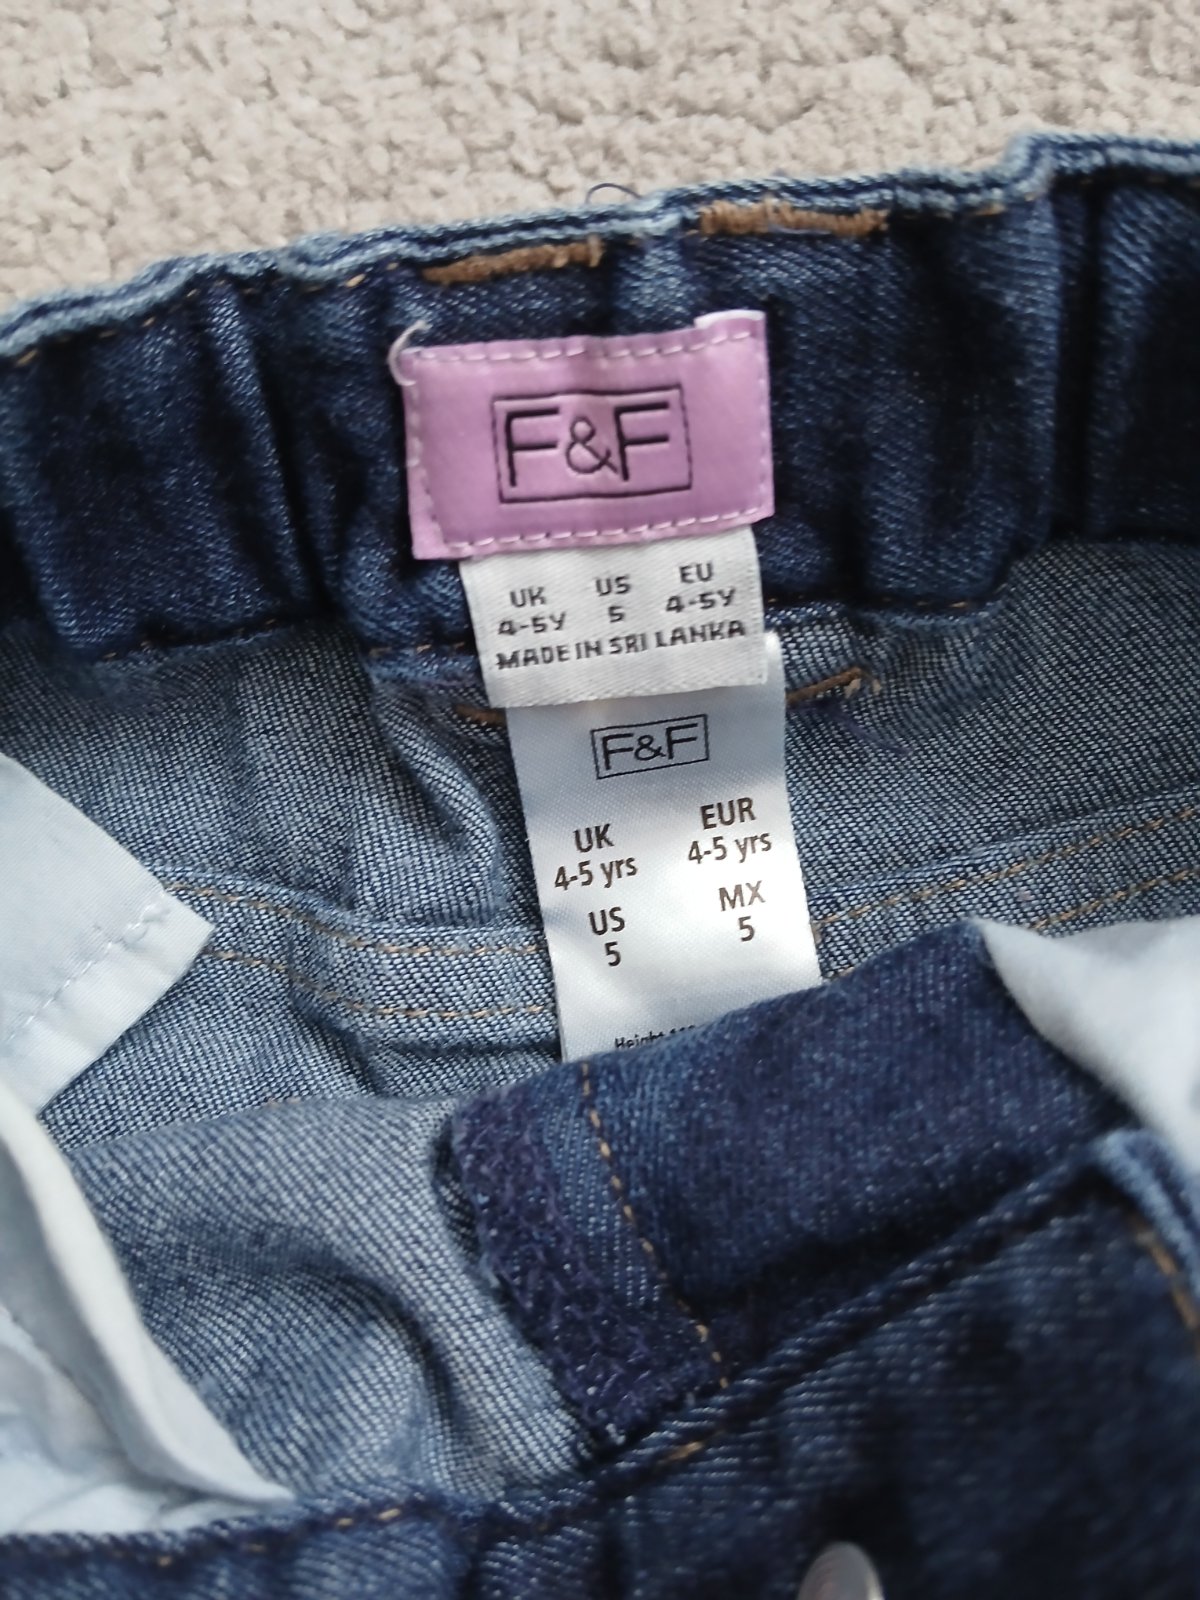 F&F
UK US EU
4-5Y 5 4-5Y
MADE IN SRI LANKA
F&F
UK EUR
4-5 yrs 4-5 yrs
US MX
5 5
Height